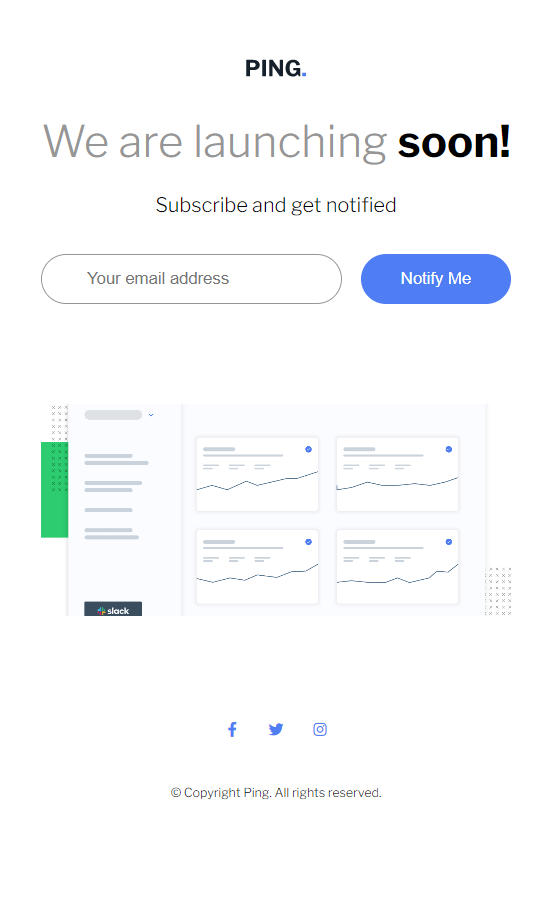 PING.
We are launching soon!
Subscribe and get notified
Your email address
Notify Me
slack
© Copyright Ping. All rights reserved.